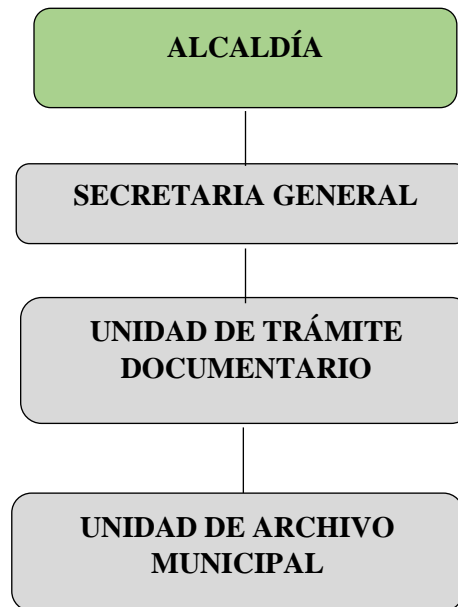 ALCALDÍA
SECRETARIA GENERAL
UNIDAD DE TRÁMITE
DOCUMENTARIO
UNIDAD DE ARCHIVO
MUNICIPAL